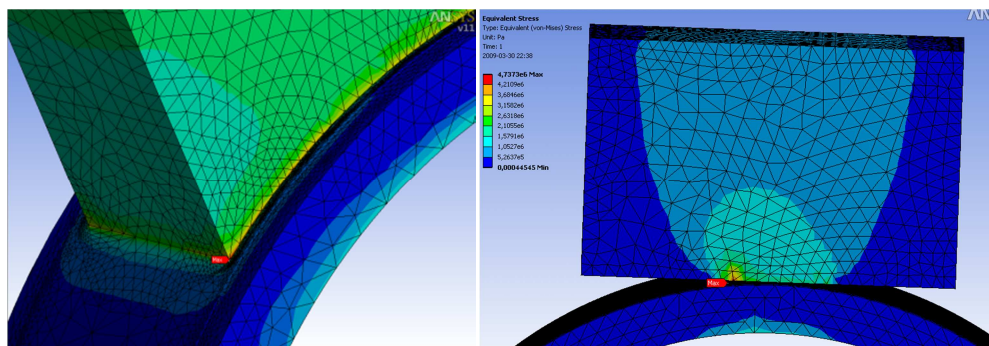 ANSYS
v11
Max
Equivalent Stress
Type: Equivalent (von-Mises) Stress
Unit: Pa
Time: 1
2009-03-30 22:38
4,7373e6 Max
4,2109e6
3,6846e6
3,1582e6
2,6318e6
2,1055e6
1,5791e6
1,0527e6
5,2637e5
0,00044545 Min
Max
AN